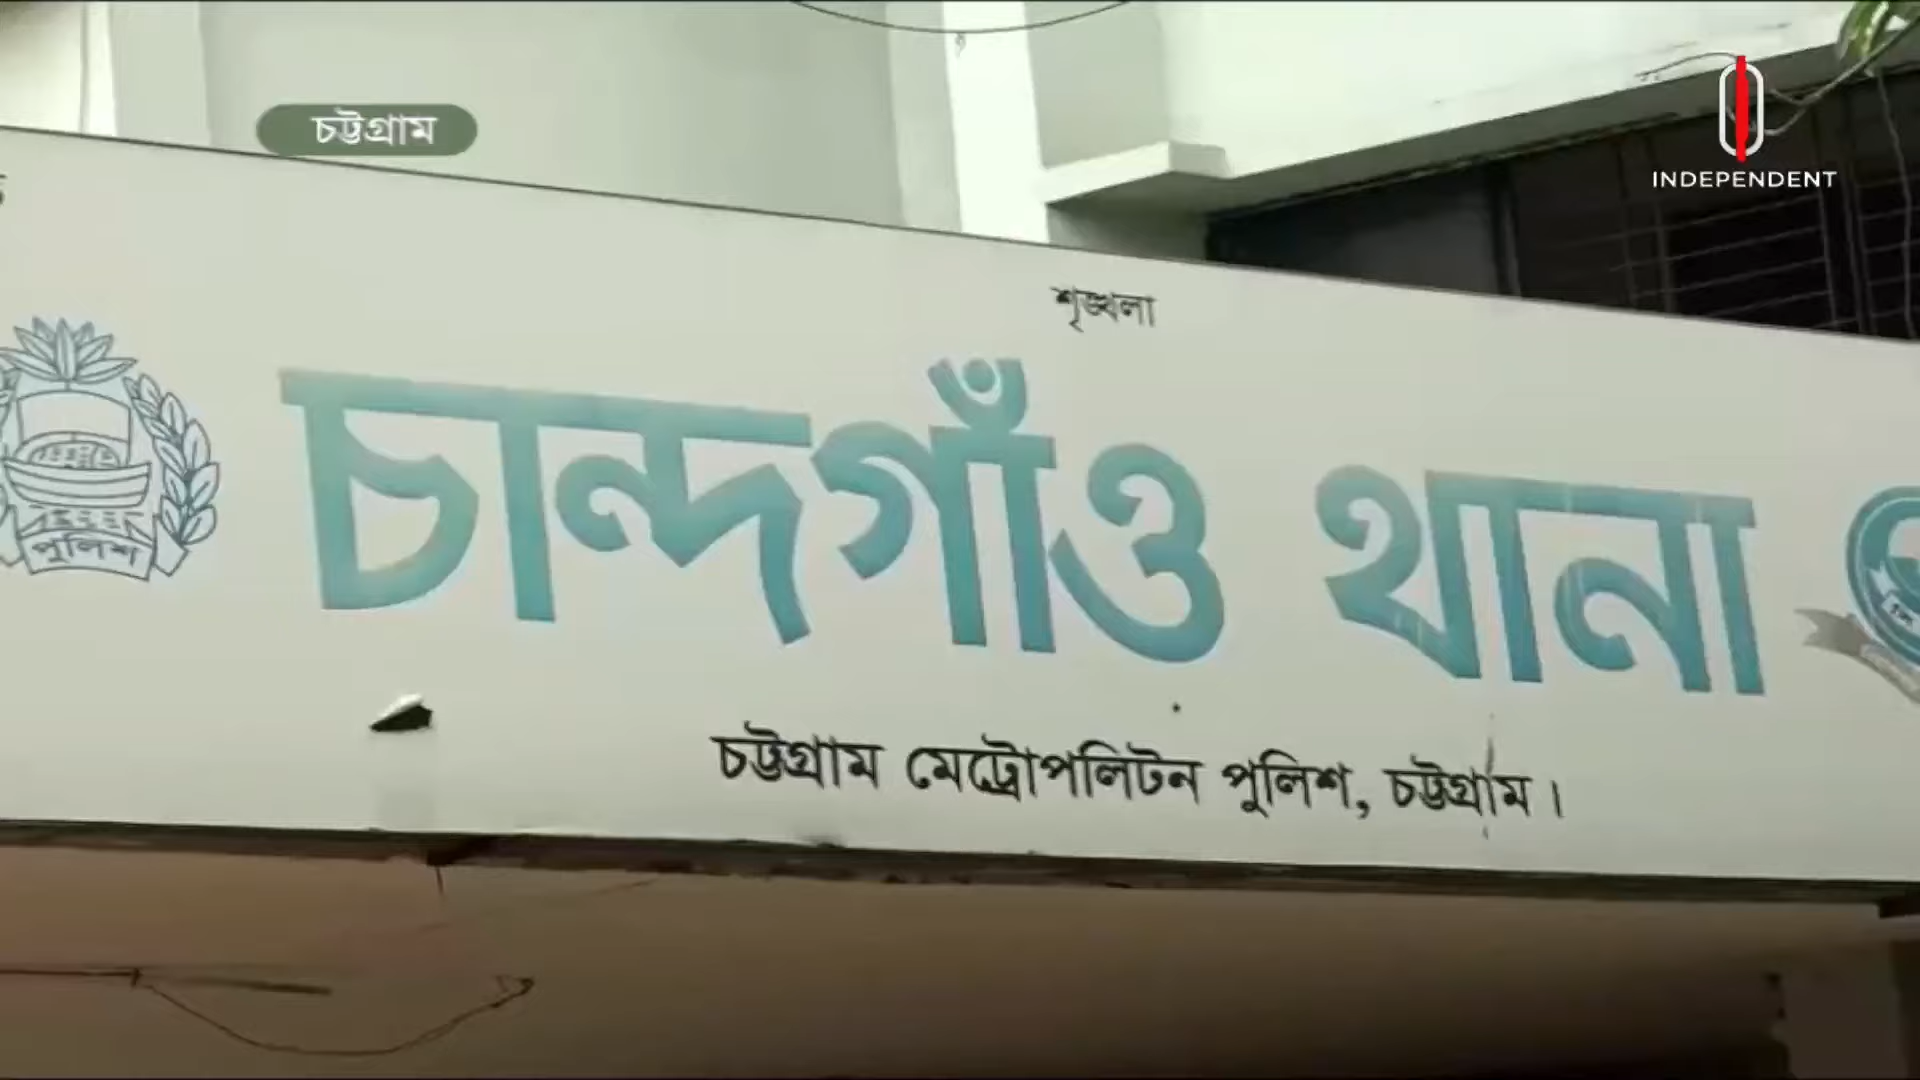 চট্টগ্রাম
INDEPENDENT
শৃঙ্খলা
চান্দগাঁও থানা
পুলিশ
চট্টগ্রাম মেট্রোপলিটন পুলিশ, চট্টগ্রাম।